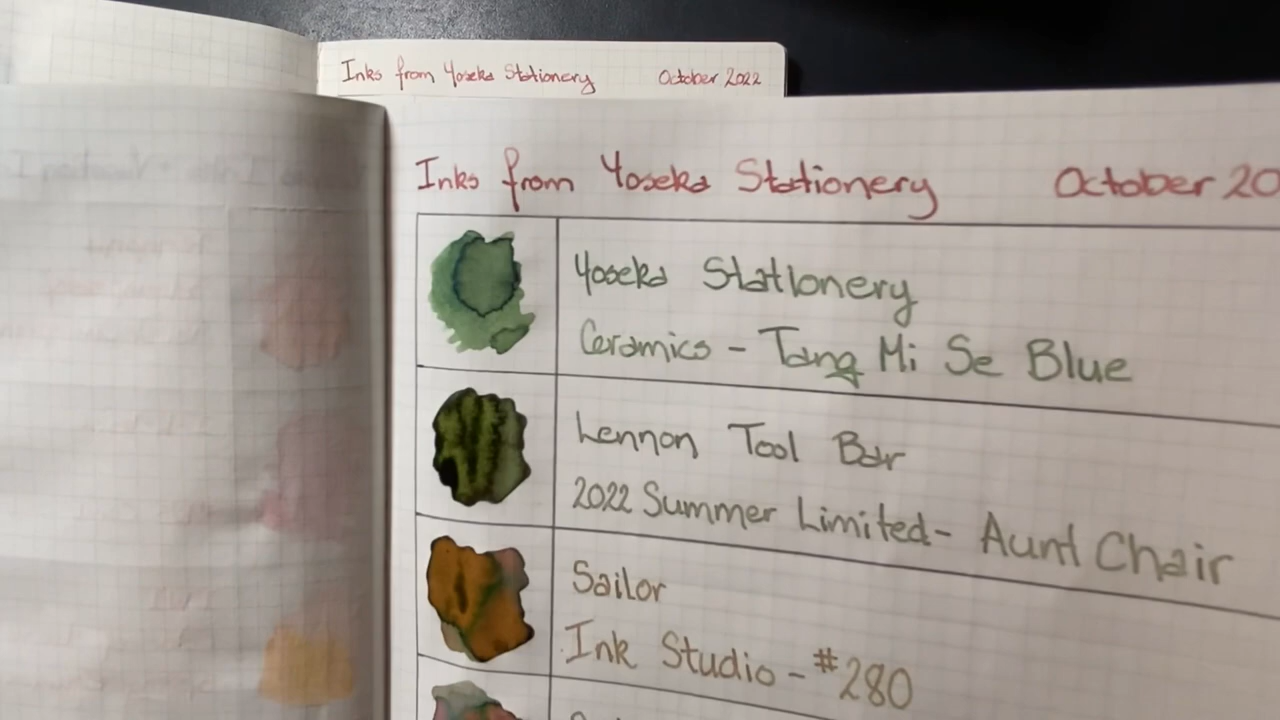 Inks from Yoseka Stationery October 2022
Inks from Yoseka Stationery October 20
Yoseka Stationery
Ceramics - Tang Mi Se Blue
Lennon Tool Bar
2022 Summer Limited- Aunt Chair
Sailor
Ink Studio - #280